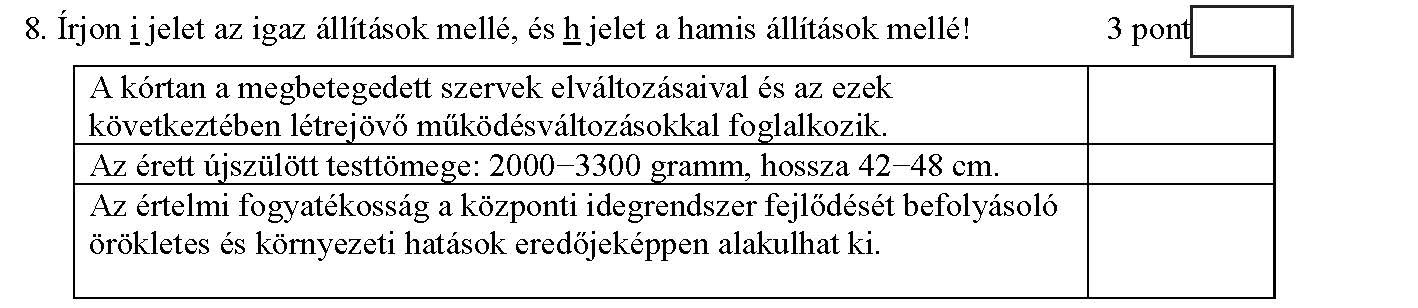 8. Írjon i jelet az igaz állítások mellé, és h jelet a hamis állítások mellé! 3 pont
A kórtan a megbetegedett szervek elváltozásaival és az ezek
következtében létrejövő működésváltozásokkal foglalkozik.
Az érett újszülött testtömege: 2000−3300 gramm, hossza 42−48 cm.
Az értelmi fogyatékosság a központi idegrendszer fejlődését befolyásoló
örökletes és környezeti hatások eredőjeképpen alakulhat ki.